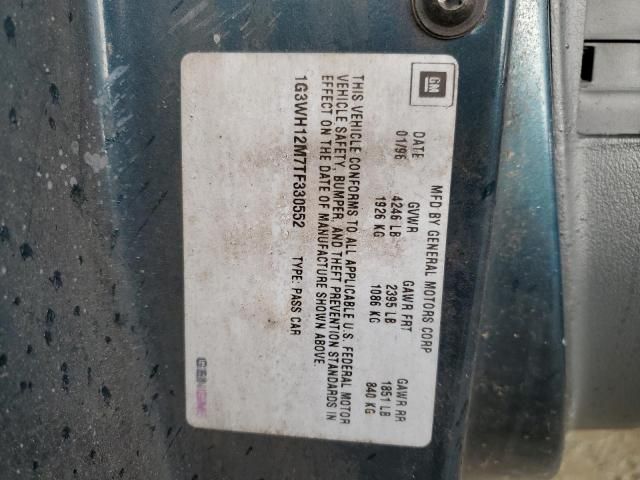 GM
MFD BY GENERAL MOTORS CORP
DATE GVWR GAWR FRT GAWR RR
01/96 4246 LB 2395 LB 1851 LB
1926 KG 1086 KG 840 KG
THIS VEHICLE CONFORMS TO ALL APPLICABLE U.S. FEDERAL MOTOR
VEHICLE SAFETY, BUMPER, AND THEFT PREVENTION STANDARDS IN
EFFECT ON THE DATE OF MANUFACTURE SHOWN ABOVE.
1G3WH12M7TF330552 TYPE: PASS CAR